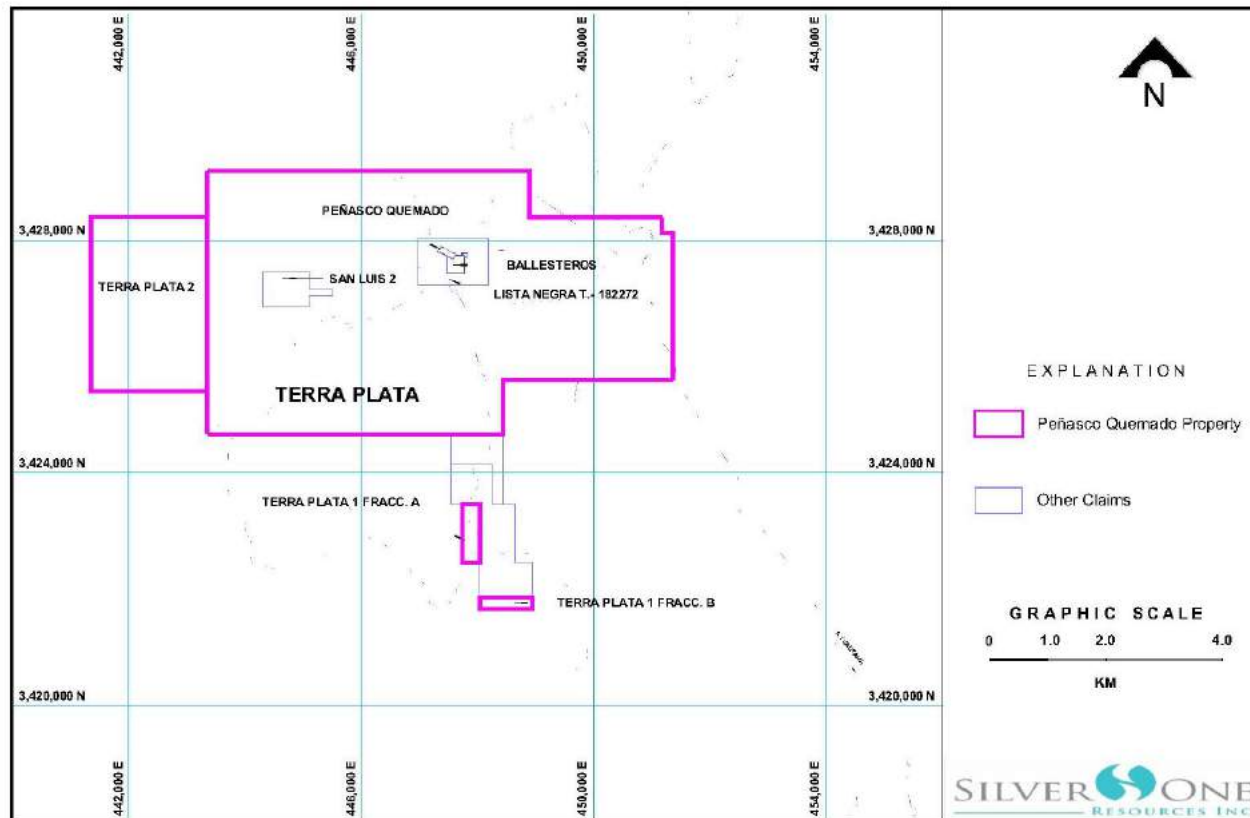 442,000 E
446,000 E
450,000 E
454,000 E
N
PEÑASCO QUEMADO
3,428,000 N
3,428,000 N
BALLESTEROS
SAN LUIS 2
TERRA PLATA 2
LISTA NEGRA T.- 182272
EXPLANATION
TERRA PLATA
Peñasco Quemado Property
3,424,000 N
3,424,000 N
TERRA PLATA 1 FRACC. A
Other Claims
TERRA PLATA 1 FRACC. B
GRAPHIC SCALE
0 1.0 2.0 4.0
KM
3,420,000 N
3,420,000 N
442,000 E
446,000 E
450,000 E
454,000 E
SILVER ONE
RESOURCES INC